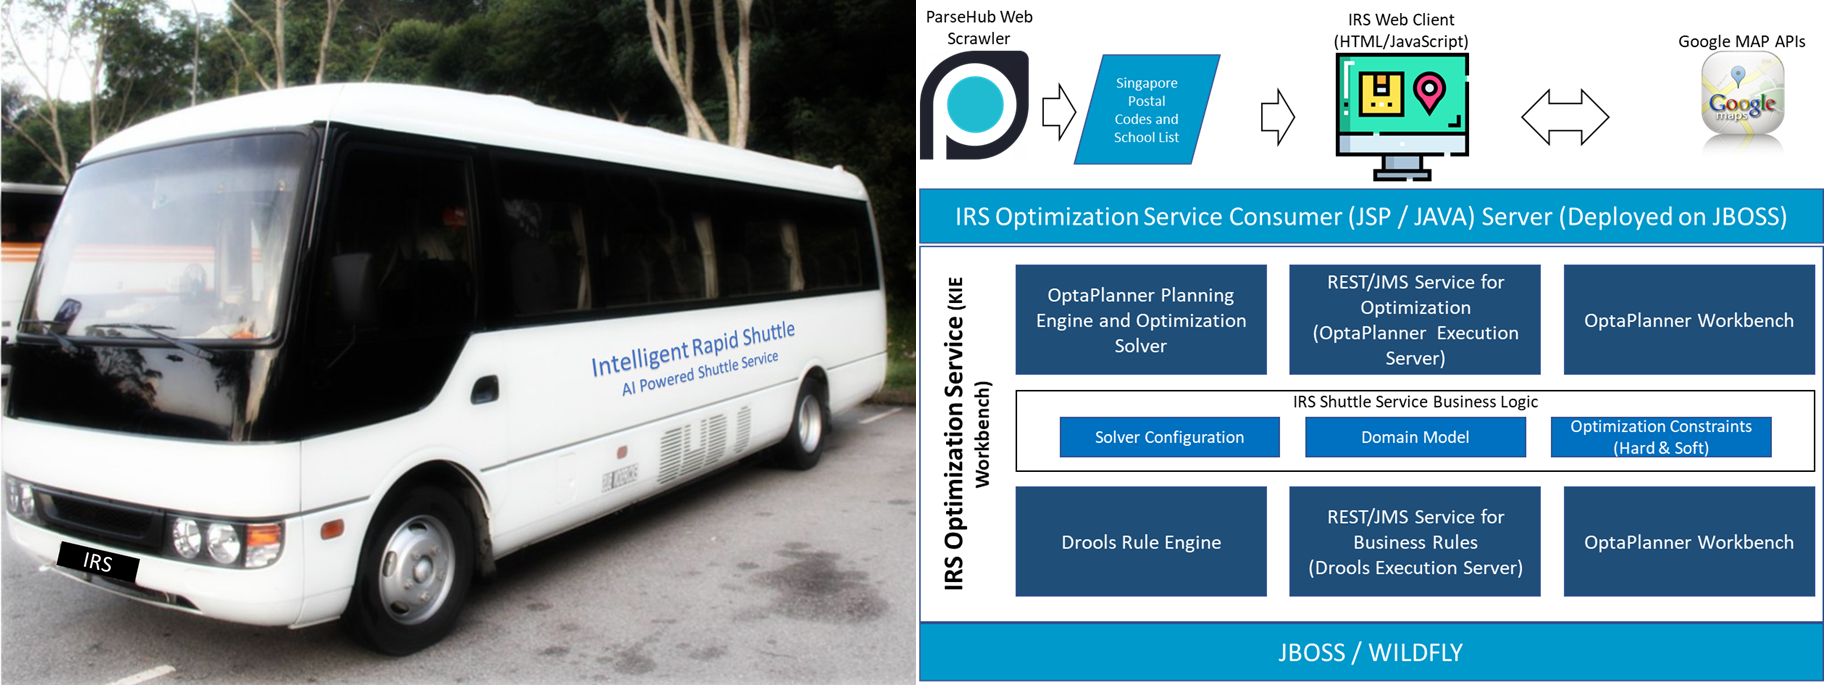 Intelligent Rapid Shuttle
AI Powered Shuttle Service
IRS
ParseHub Web
Scrawler
Singapore
Postal
Codes and
School List
IRS Web Client
(HTML/JavaScript)
Google MAP APIs
Google
maps
IRS Optimization Service Consumer (JSP / JAVA) Server (Deployed on JBOSS)
IRS Optimization Service (KIE
Workbench)
OptaPlanner Planning
Engine and Optimization
Solver
REST/JMS Service for
Optimization
(OptaPlanner Execution
Server)
OptaPlanner Workbench
IRS Shuttle Service Business Logic
Solver Configuration
Domain Model
Optimization Constraints
(Hard & Soft)
Drools Rule Engine
REST/JMS Service for
Business Rules
(Drools Execution Server)
OptaPlanner Workbench
JBOSS / WILDFLY